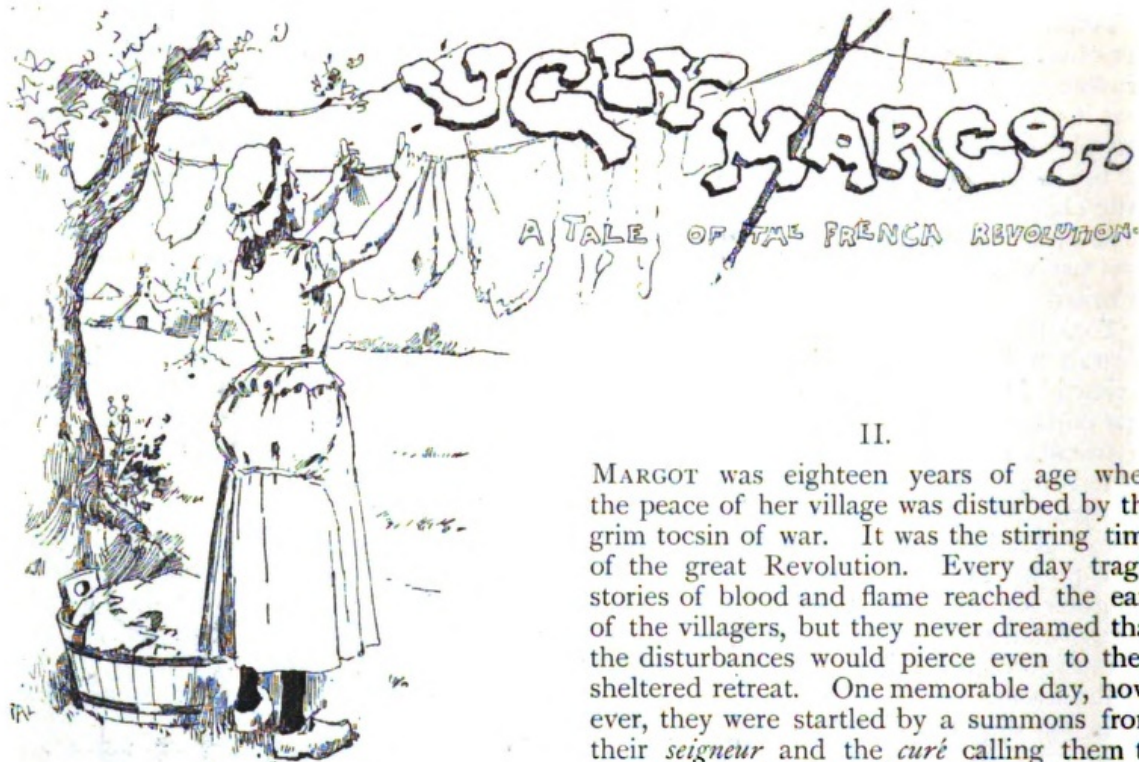 UGLY
MARGOT.
A TALE OF THE FRENCH REVOLUTION.
II.
MARGOT was eighteen years of age whe
the peace of her village was disturbed by th
grim tocsin of war. It was the stirring tim
of the great Revolution. Every day trag
stories of blood and flame reached the ea
of the villagers, but they never dreamed tha
the disturbances would pierce even to the
sheltered retreat. One memorable day, how
ever, they were startled by a summons from
their seigneur and the curé calling them t